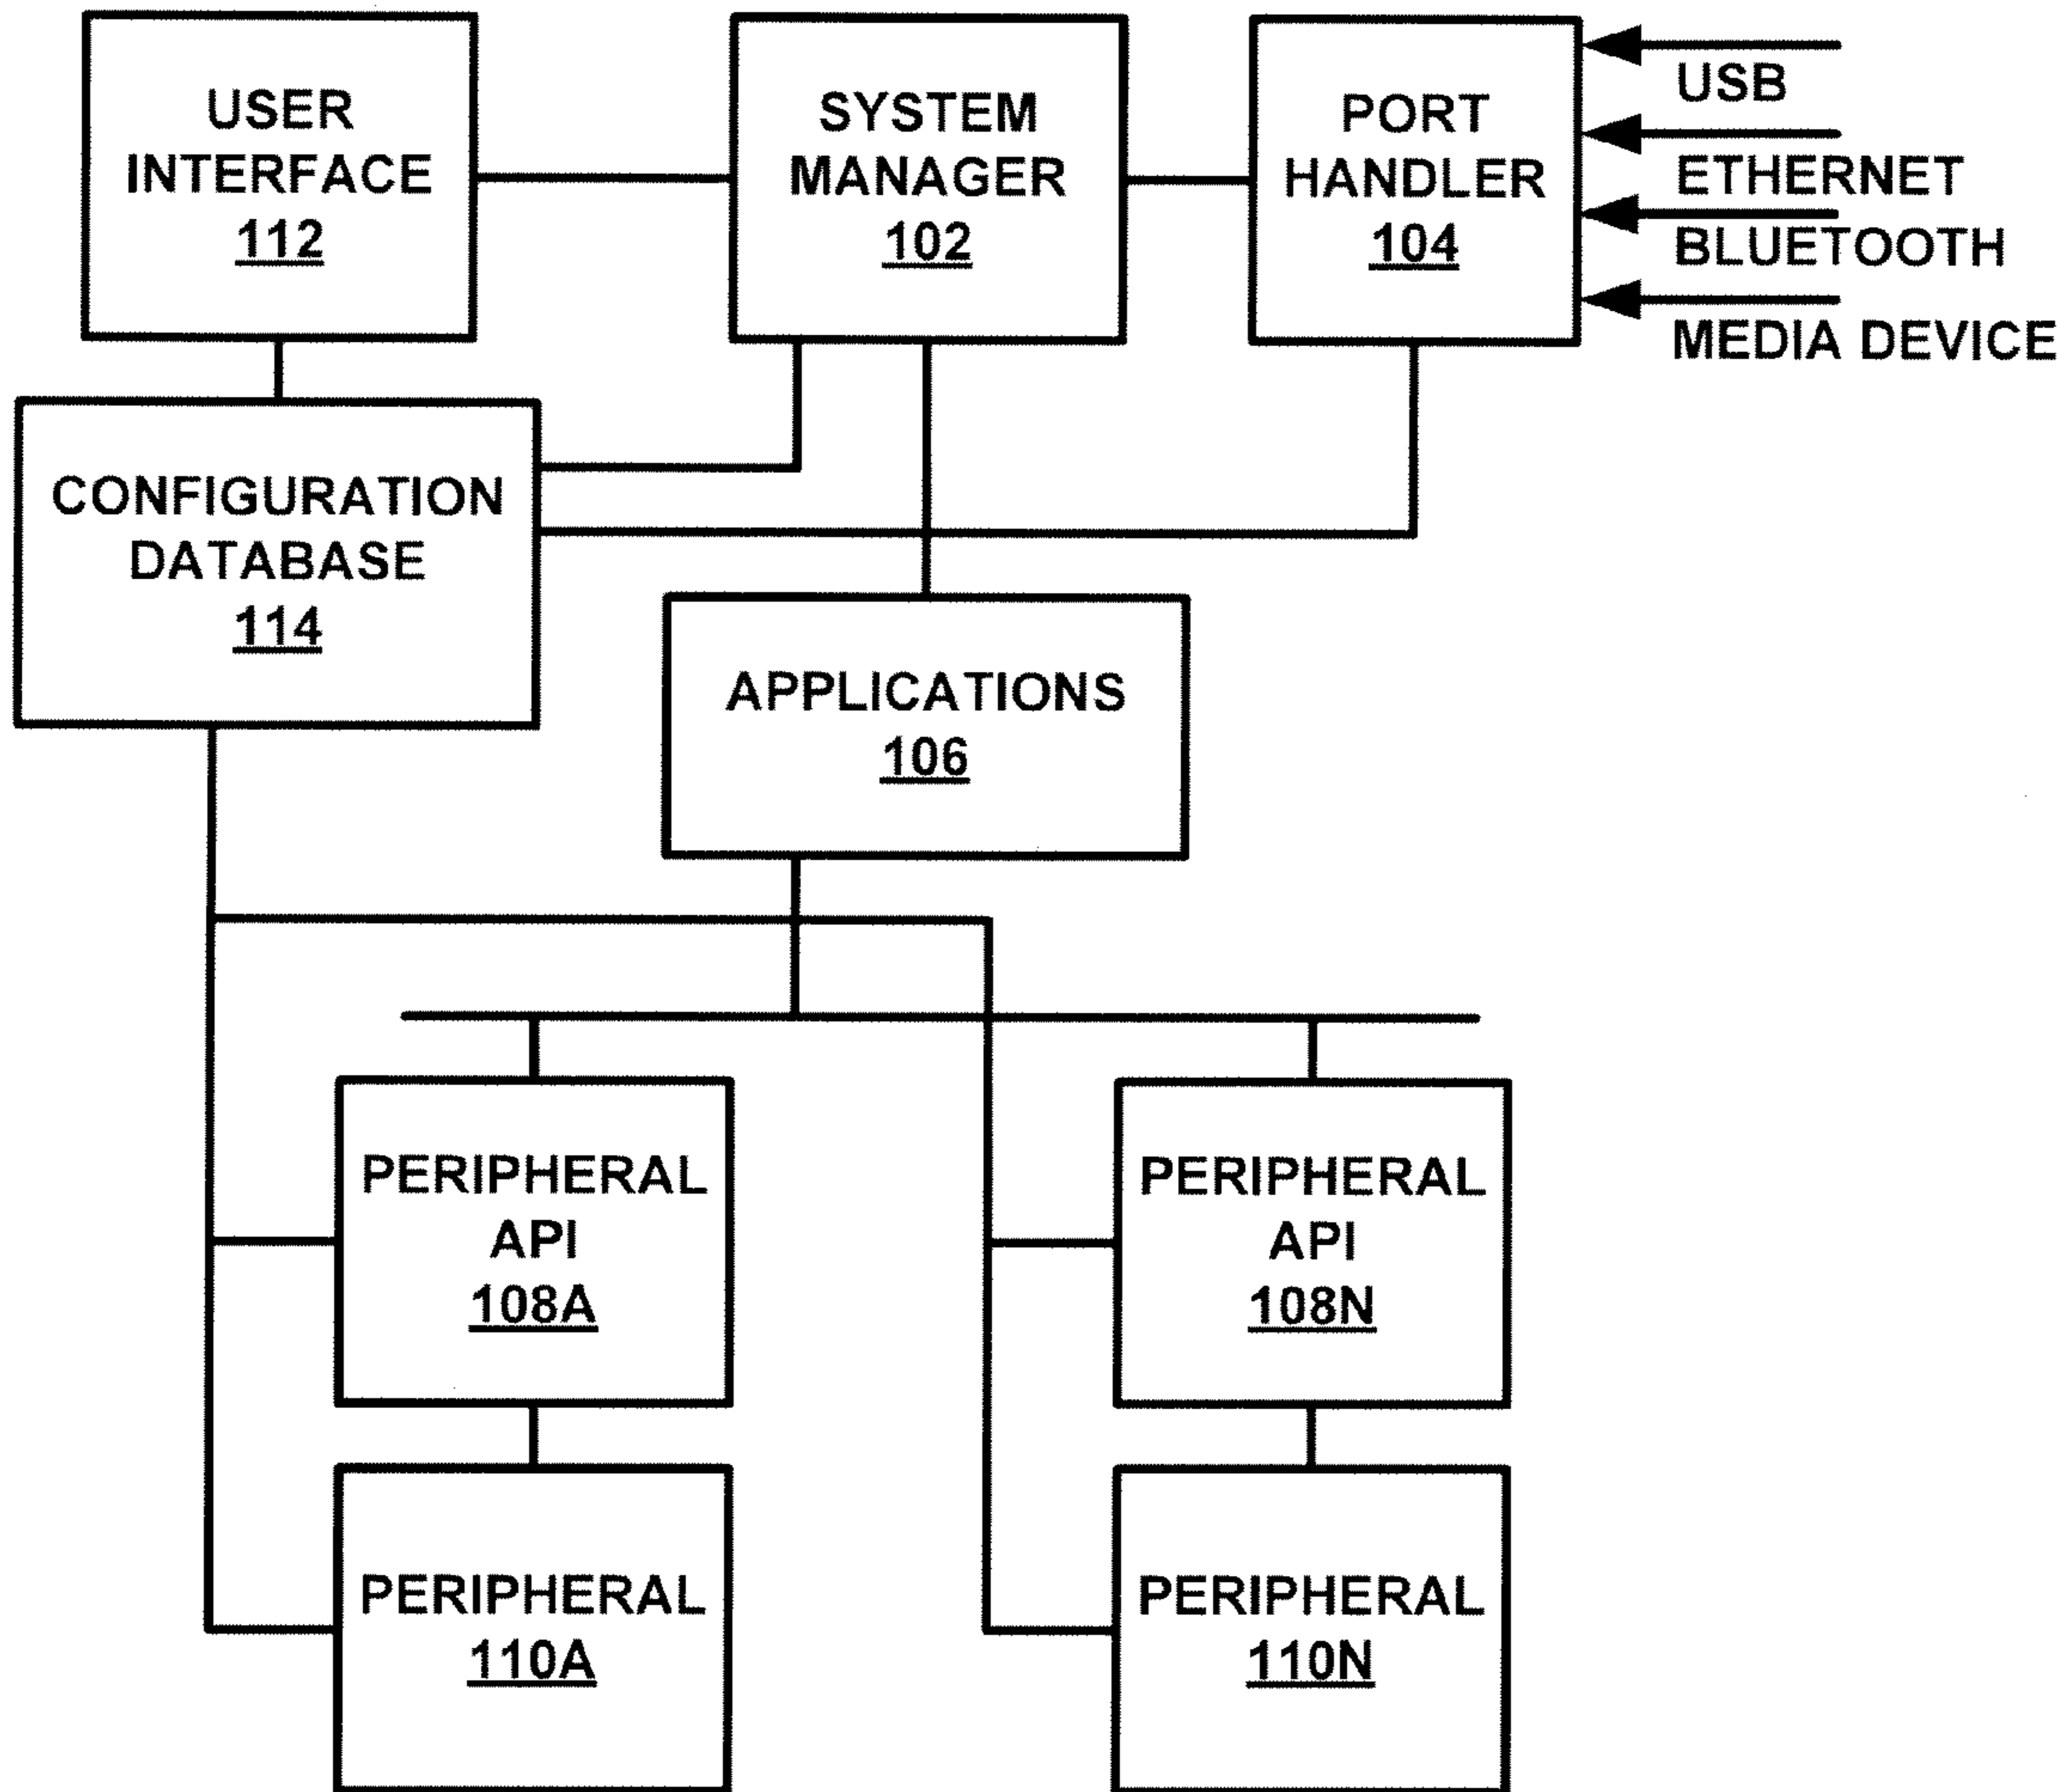 USER
INTERFACE
112
SYSTEM
MANAGER
102
PORT
HANDLER
104
USB
ETHERNET
BLUETOOTH
MEDIA DEVICE
CONFIGURATION
DATABASE
114
APPLICATIONS
106
PERIPHERAL
API
108A
PERIPHERAL
API
108N
PERIPHERAL
110A
PERIPHERAL
110N